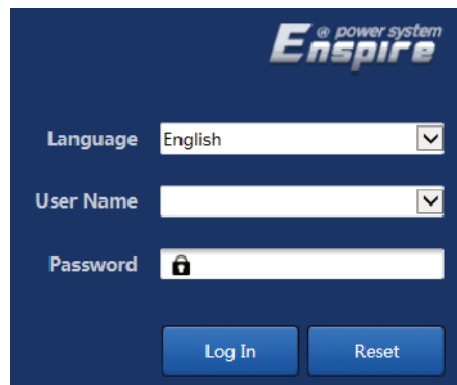 @ power system
Enspire
Language English
User Name
Password
Log In Reset